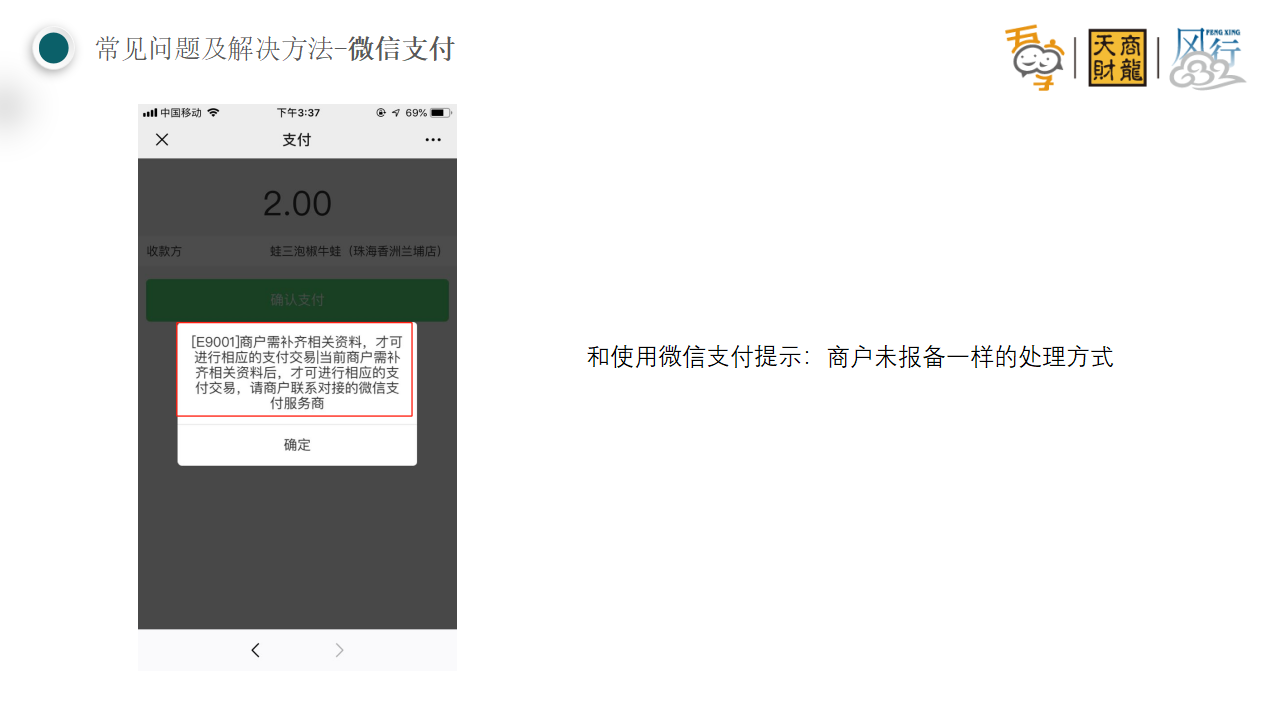 常见问题及解决方法-微信支付
吾享
天商
财龍
FENG XING
风行
中国移动
下午3:37
69%
支付
2.00
收款方
蛙三泡椒牛蛙（珠海香洲兰埔店）
确认支付
[E9001]商户需补齐相关资料，才可
进行相应的支付交易|当前商户需补
齐相关资料后，才可进行相应的支
付交易，请商户联系对接的微信支
付服务商
确定
和使用微信支付提示：商户未报备一样的处理方式